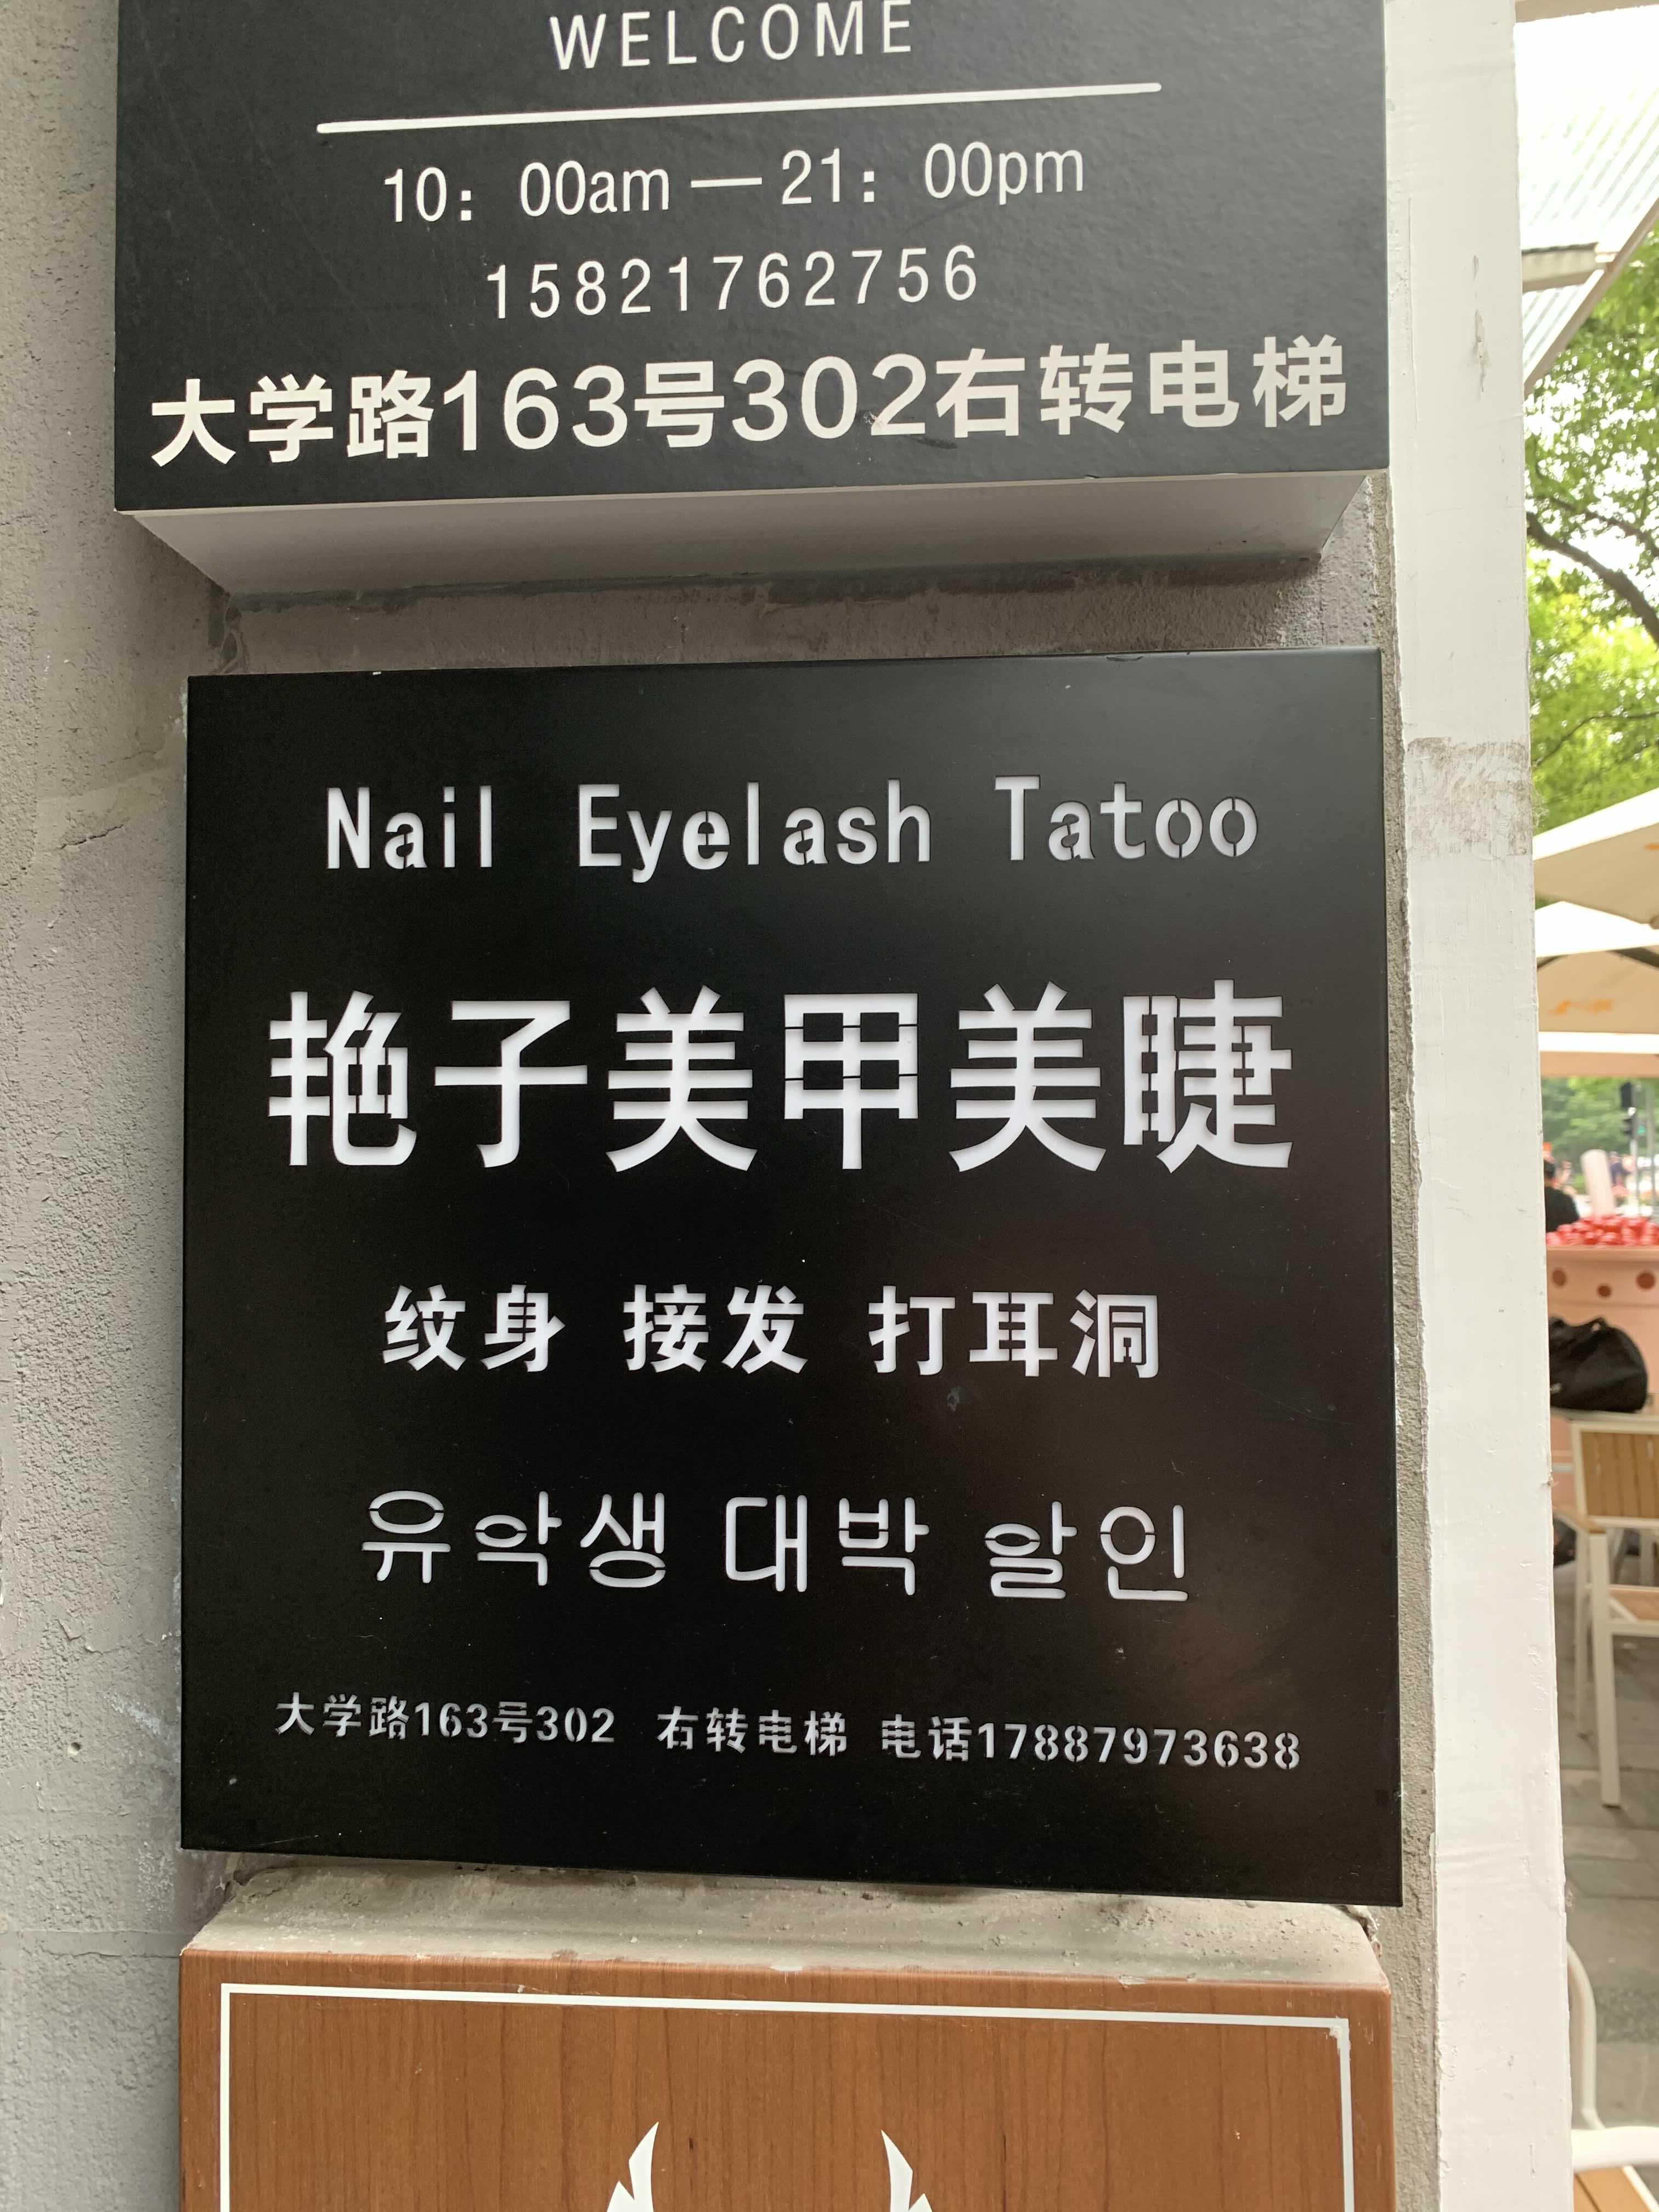 WELCOME
10：00am — 21：00pm
15821762756
大学路163号302右转电梯
Nail Eyelash Tatoo
艳子美甲美睫
纹身 接发 打耳洞
유학생 대박 할인
大学路163号302 右转电梯 电话17887973638